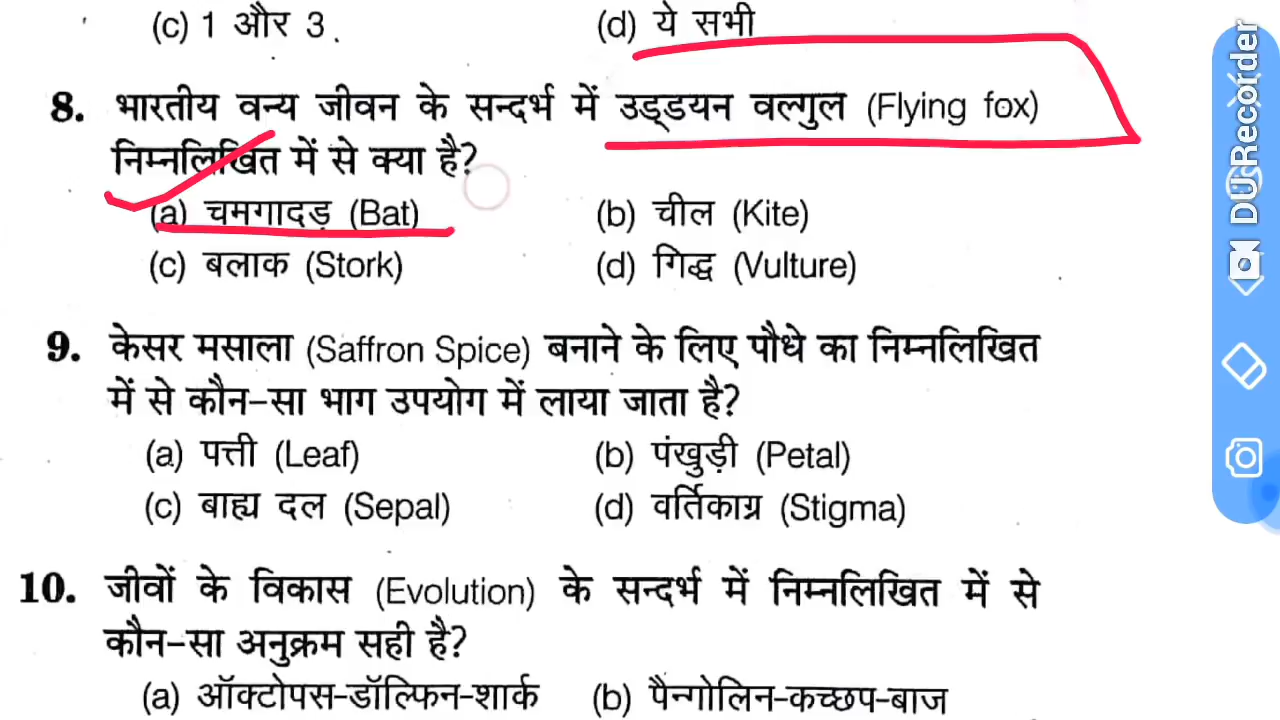 (c) 1 और 3 .
(d) ये सभी
8. भारतीय वन्य जीवन के सन्दर्भ में उड्डयन वल्गुल (Flying fox)
निम्नलिखित में से क्या है?
(a) चमगादड़ (Bat)
(b) चील (Kite)
(c) बलाक (Stork)
(d) गिद्ध (Vulture)
9. केसर मसाला (Saffron Spice) बनाने के लिए पौधे का निम्नलिखित
में से कौन-सा भाग उपयोग में लाया जाता है?
(a) पत्ती (Leaf)
(b) पंखुड़ी (Petal)
(c) बाह्य दल (Sepal)
(d) वर्तिकाग्र (Stigma)
10. जीवों के विकास (Evolution) के सन्दर्भ में निम्नलिखित में से
कौन-सा अनुक्रम सही है?
(a) ऑक्टोपस-डॉल्फिन-शार्क
(b) पैन्गोलिन-कच्छप-बाज
DU Recorder